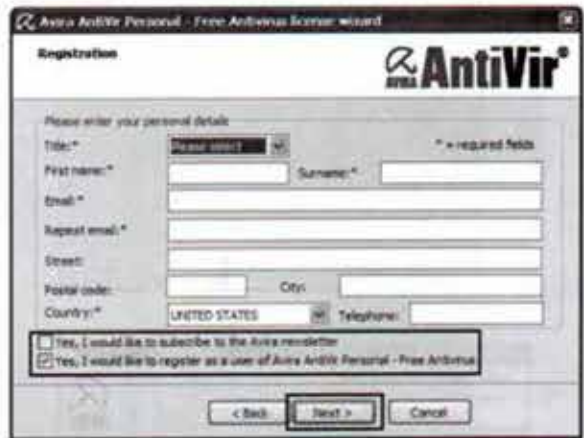 Avira AntiVir Personal - Free Antivirus license wizard
Registration
AVIRA AntiVir®
Please enter your personal details
Title:* Please select * = required fields
First name:* Surname:*
Email:*
Repeat email:*
Street:
Postal code: City:
Country:* UNITED STATES Telephone:
Yes, I would like to subscribe to the Avira newsletter
Yes, I would like to register as a user of Avira AntiVir Personal - Free Antivirus
< Back Next > Cancel